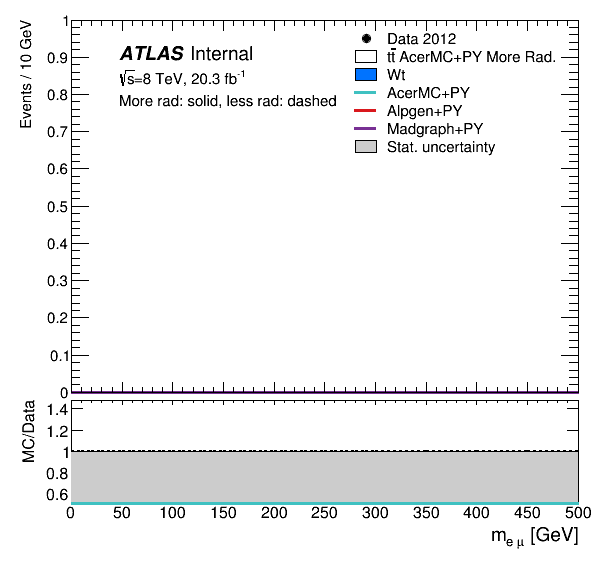 Events / 10 GeV
1
0.9
0.8
0.7
0.6
0.5
0.4
0.3
0.2
0.1
0
ATLAS Internal
√s=8 TeV, 20.3 fb⁻¹
More rad: solid, less rad: dashed
Data 2012
tt̄ AcerMC+PY More Rad.
Wt
AcerMC+PY
Alpgen+PY
Madgraph+PY
Stat. uncertainty
MC/Data
1.4
1.2
1
0.8
0.6
0 50 100 150 200 250 300 350 400 450 500
m_{e μ} [GeV]